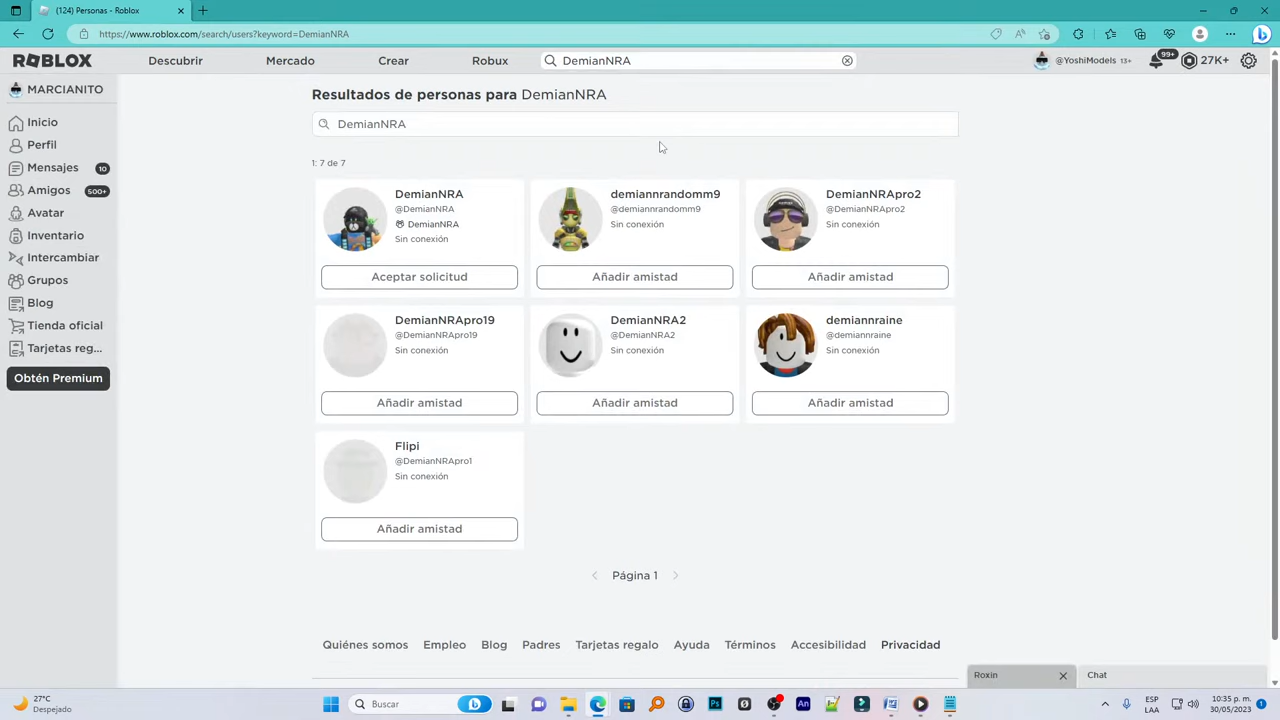 (124) Personas - Roblox
https://www.roblox.com/search/users?keyword=DemianNRA
ROBLOX Descubrir Mercado Crear Robux DemianNRA @YoshiModels 13+ 99+ 27K+
MARCIANITO
Inicio
Perfil
Mensajes 10
Amigos 500+
Avatar
Inventario
Intercambiar
Grupos
Blog
Tienda oficial
Tarjetas reg...
Obtén Premium
Resultados de personas para DemianNRA
DemianNRA
1: 7 de 7
DemianNRA
@DemianNRA
DemianNRA
Sin conexión
Aceptar solicitud
demiannrandomm9
@demiannrandomm9
Sin conexión
Añadir amistad
DemianNRApro2
@DemianNRApro2
Sin conexión
Añadir amistad
DemianNRApro19
@DemianNRApro19
Sin conexión
Añadir amistad
DemianNRA2
@DemianNRA2
Sin conexión
Añadir amistad
demiannraine
@demiannraine
Sin conexión
Añadir amistad
Flipi
@DemianNRApro1
Sin conexión
Añadir amistad
Página 1
Quiénes somos Empleo Blog Padres Tarjetas regalo Ayuda Términos Accesibilidad Privacidad
Roxin Chat
27°C
Despejado
Buscar
ESP
LAA
10:35 p. m.
30/05/2023